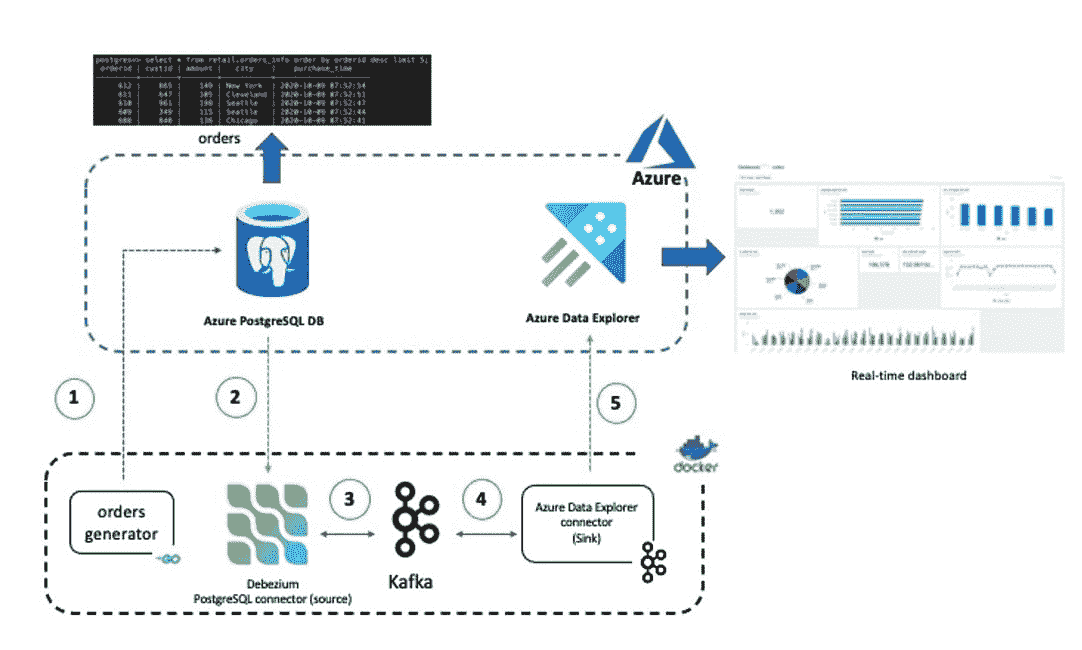 postgres=> select * from retail.orders_info order by orderid desc limit 5;
orderid | custid | amount | city | purchase_time
612 | 865 | 149 | New York | 2020-10-09 07:52:54
611 | 647 | 105 | Cleveland | 2020-10-09 07:52:51
610 | 961 | 198 | Seattle | 2020-10-09 07:52:47
609 | 349 | 115 | Seattle | 2020-10-09 07:52:44
608 | 840 | 136 | Chicago | 2020-10-09 07:52:41
orders
Azure
Azure PostgreSQL DB
Azure Data Explorer
Real-time dashboard
1
2
5
docker
orders
generator
GO
3
4
Azure Data Explorer
connector
(Sink)
Debezium
PostgreSQL connector (source)
Kafka